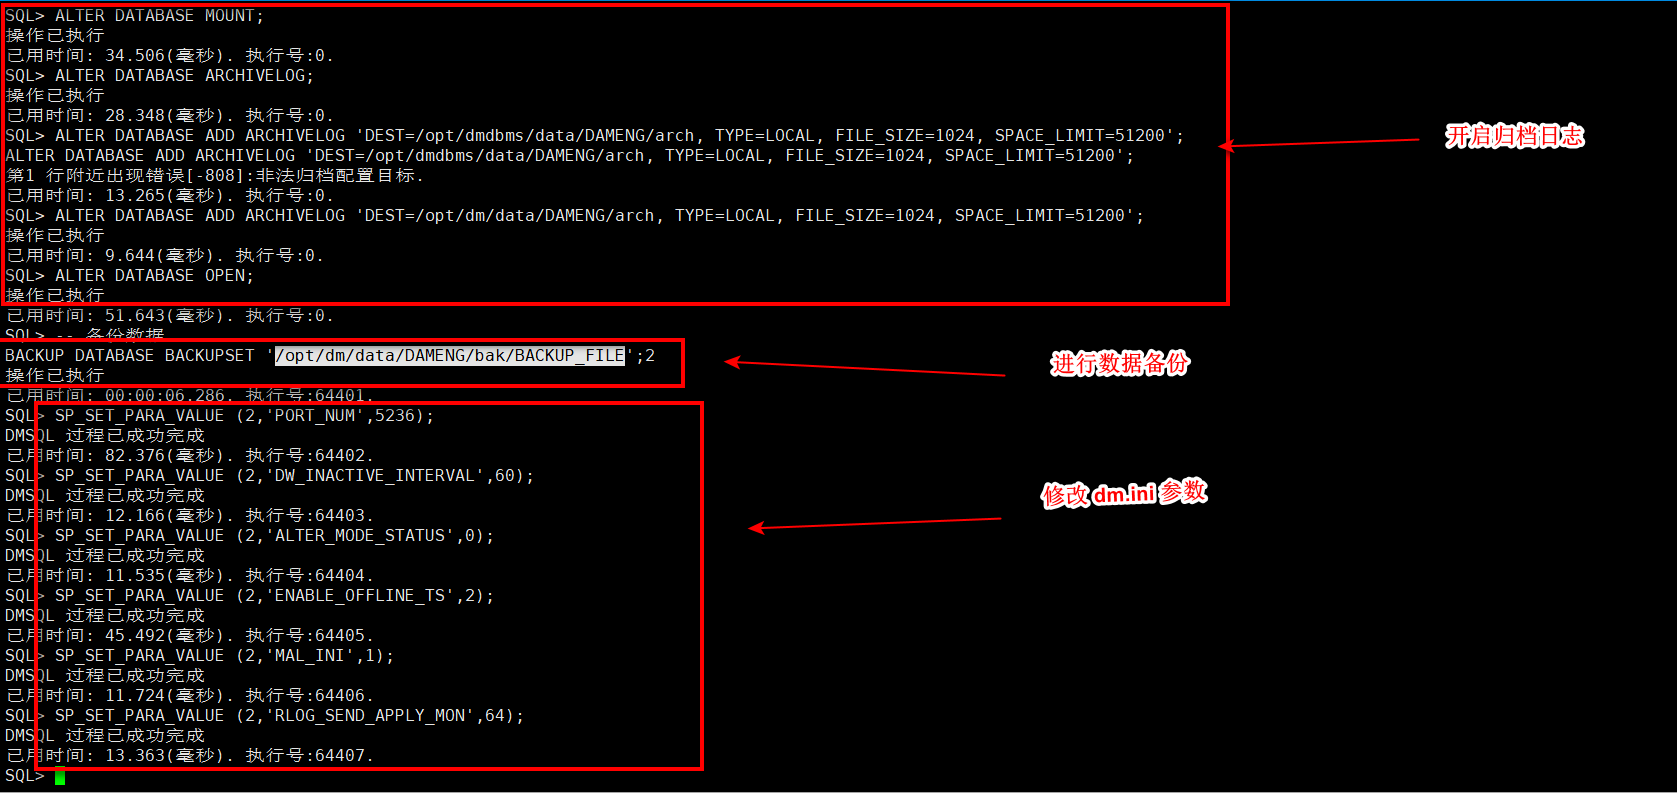 SQL> ALTER DATABASE MOUNT;
操作已执行
已用时间: 34.506(毫秒). 执行号:0.
SQL> ALTER DATABASE ARCHIVELOG;
操作已执行
已用时间: 28.348(毫秒). 执行号:0.
SQL> ALTER DATABASE ADD ARCHIVELOG 'DEST=/opt/dmdbms/data/DAMENG/arch, TYPE=LOCAL, FILE_SIZE=1024, SPACE_LIMIT=51200';
开启归档日志
ALTER DATABASE ADD ARCHIVELOG 'DEST=/opt/dmdbms/data/DAMENG/arch, TYPE=LOCAL, FILE_SIZE=1024, SPACE_LIMIT=51200';
第1 行附近出现错误[-808]:非法归档配置目标.
已用时间: 13.265(毫秒). 执行号:0.
SQL> ALTER DATABASE ADD ARCHIVELOG 'DEST=/opt/dm/data/DAMENG/arch, TYPE=LOCAL, FILE_SIZE=1024, SPACE_LIMIT=51200';
操作已执行
已用时间: 9.644(毫秒). 执行号:0.
SQL> ALTER DATABASE OPEN;
操作已执行
已用时间: 51.643(毫秒). 执行号:0.
SQL> -- 备份数据
BACKUP DATABASE BACKUPSET '/opt/dm/data/DAMENG/bak/BACKUP_FILE';2
进行数据备份
操作已执行
已用时间: 00:00:06.286. 执行号:64401.
SQL> SP_SET_PARA_VALUE (2,'PORT_NUM',5236);
DMSQL 过程已成功完成
已用时间: 82.376(毫秒). 执行号:64402.
SQL> SP_SET_PARA_VALUE (2,'DW_INACTIVE_INTERVAL',60);
DMSQL 过程已成功完成
修改 dm.ini 参数
已用时间: 12.166(毫秒). 执行号:64403.
SQL> SP_SET_PARA_VALUE (2,'ALTER_MODE_STATUS',0);
DMSQL 过程已成功完成
已用时间: 11.535(毫秒). 执行号:64404.
SQL> SP_SET_PARA_VALUE (2,'ENABLE_OFFLINE_TS',2);
DMSQL 过程已成功完成
已用时间: 45.492(毫秒). 执行号:64405.
SQL> SP_SET_PARA_VALUE (2,'MAL_INI',1);
DMSQL 过程已成功完成
已用时间: 11.724(毫秒). 执行号:64406.
SQL> SP_SET_PARA_VALUE (2,'RLOG_SEND_APPLY_MON',64);
DMSQL 过程已成功完成
已用时间: 13.363(毫秒). 执行号:64407.
SQL>